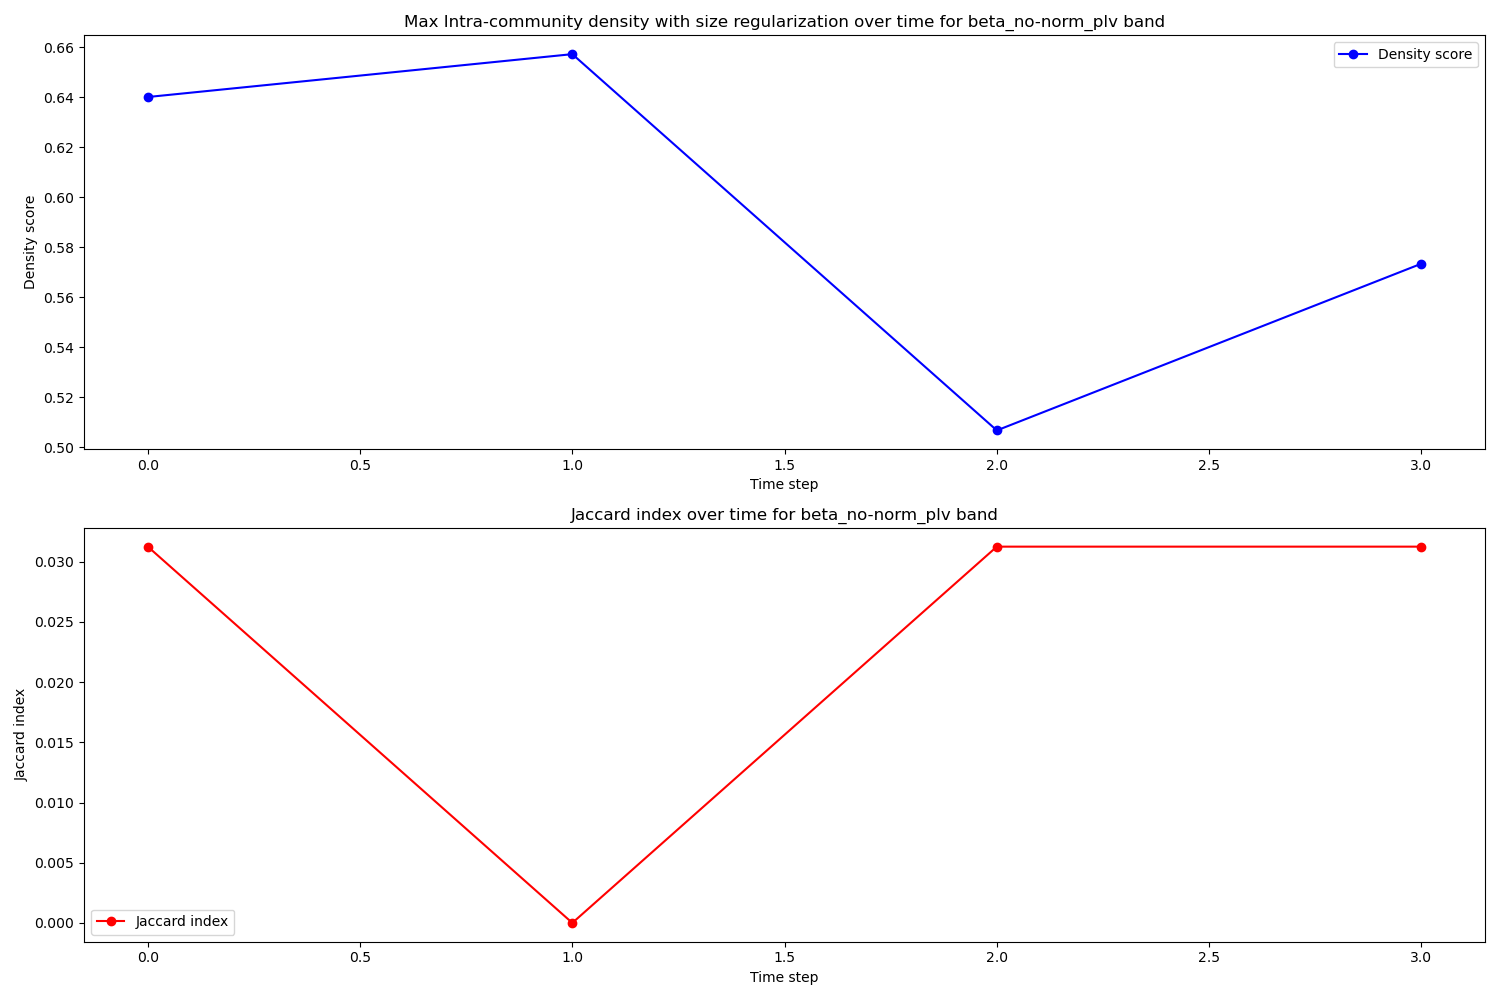 Max Intra-community density with size regularization over time for beta_no-norm_plv band
Density score
0.66
0.64
0.62
0.60
0.58
0.56
0.54
0.52
0.50
Density score
0.0 0.5 1.0 1.5 2.0 2.5 3.0
Time step
Jaccard index over time for beta_no-norm_plv band
0.030
0.025
0.020
0.015
0.010
0.005
0.000
Jaccard index
Jaccard index
0.0 0.5 1.0 1.5 2.0 2.5 3.0
Time step